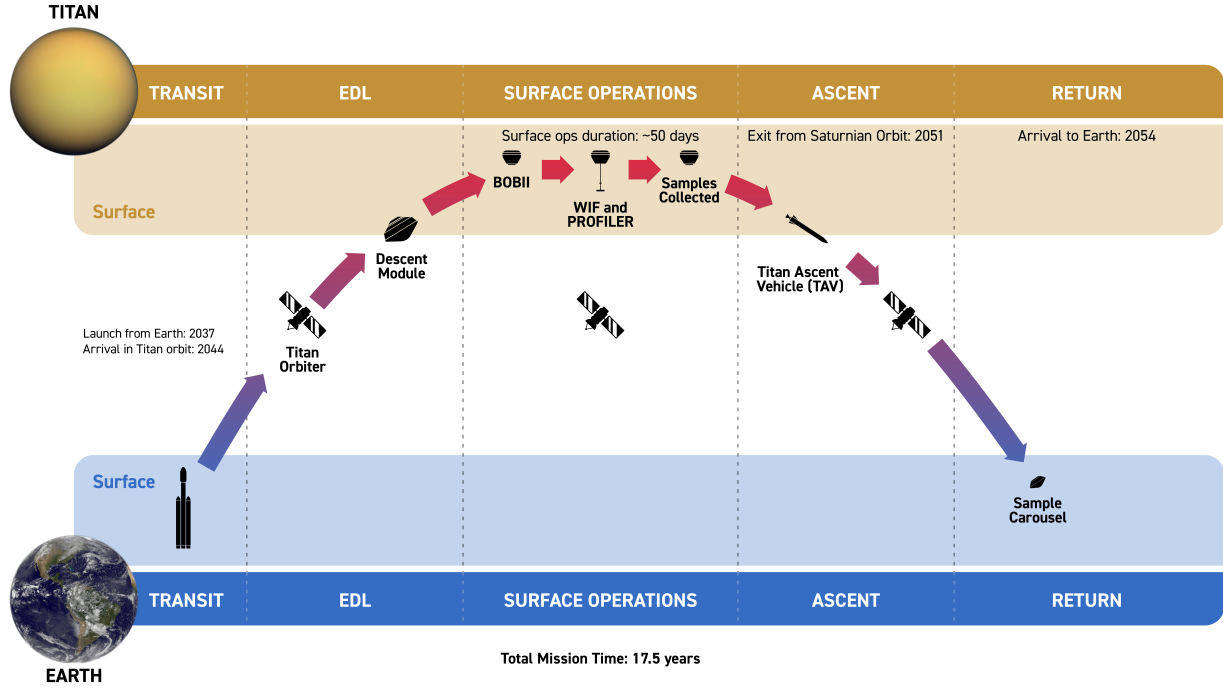 TITAN
TRANSIT
EDL
SURFACE OPERATIONS
ASCENT
RETURN
Surface ops duration: ~50 days
Exit from Saturnian Orbit: 2051
Arrival to Earth: 2054
BOBII
WIF and
PROFILER
Samples
Collected
Surface
Descent
Module
Titan Ascent
Vehicle (TAV)
Launch from Earth: 2037
Arrival in Titan orbit: 2044
Titan
Orbiter
Surface
Sample
Carousel
TRANSIT
EDL
SURFACE OPERATIONS
ASCENT
RETURN
EARTH
Total Mission Time: 17.5 years